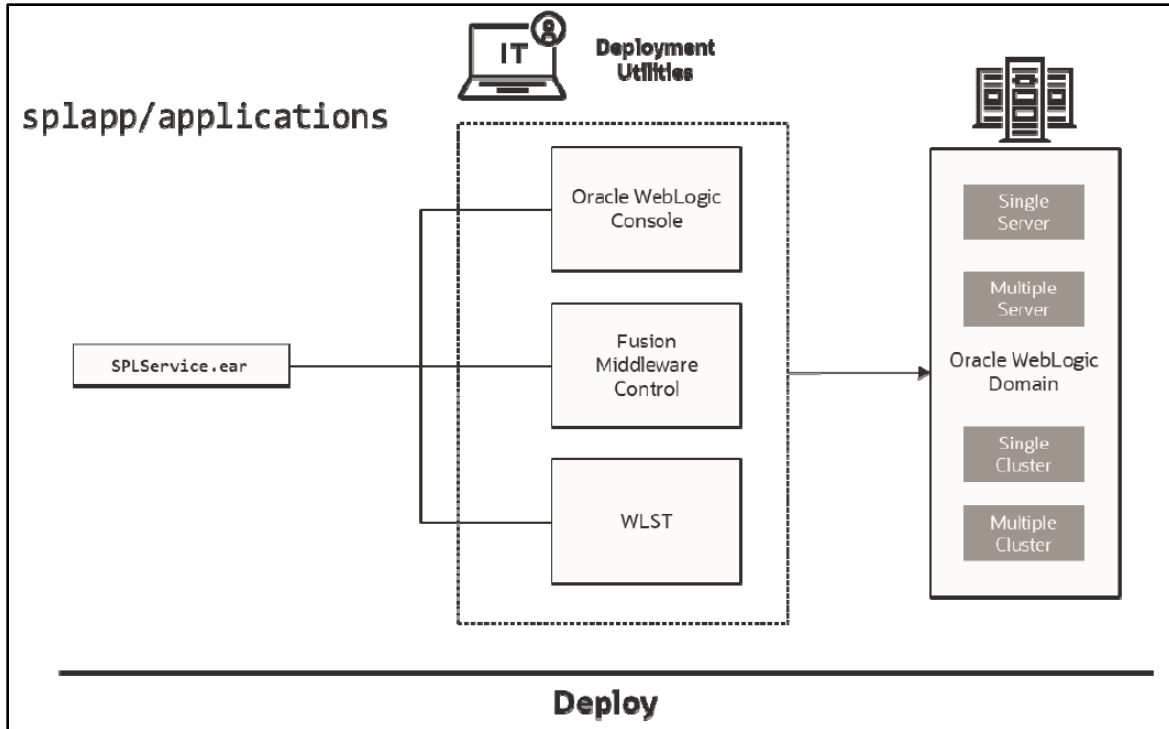 IT
Deployment
Utilities
splapp/applications
Oracle WebLogic
Console
Fusion
Middleware
Control
WLST
SPLService.ear
Single
Server
Multiple
Server
Oracle WebLogic
Domain
Single
Cluster
Multiple
Cluster
Deploy